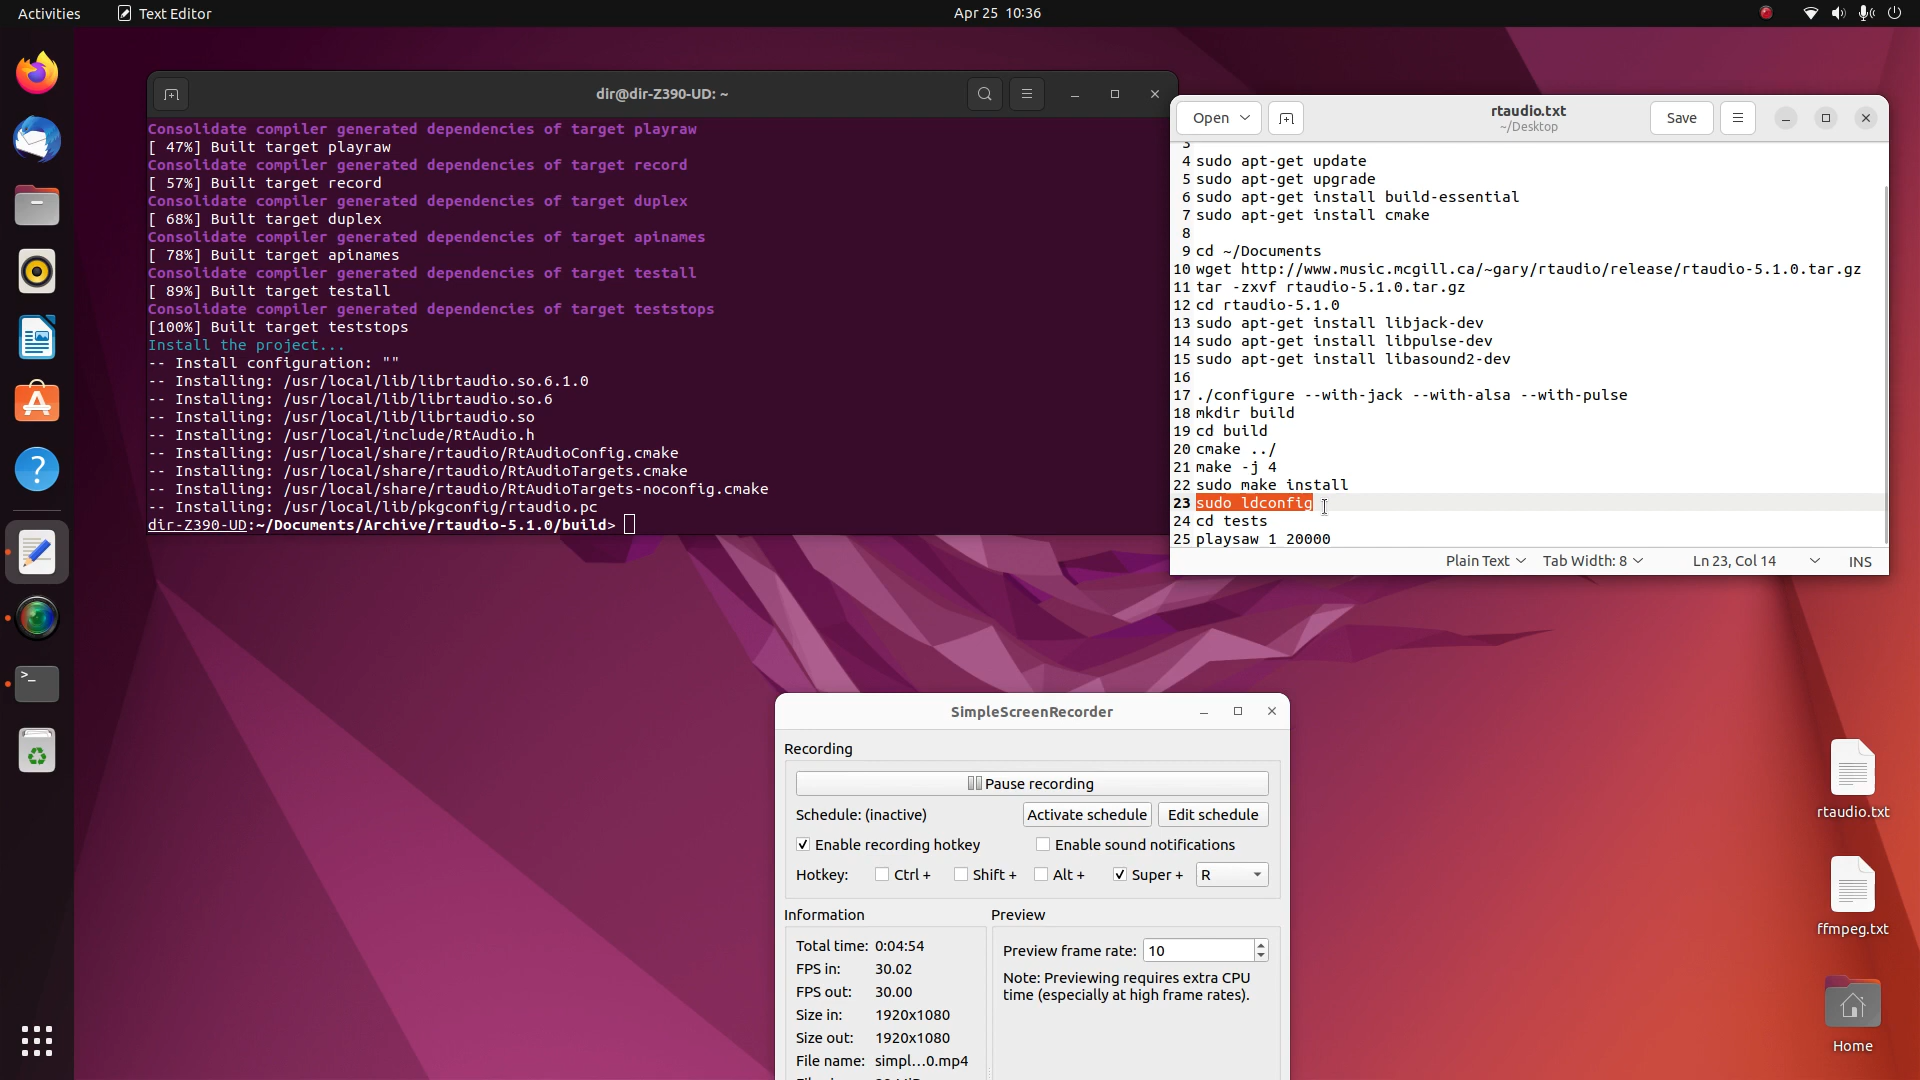 Activities
Text Editor
Apr 25 10:36
dir@dir-Z390-UD: ~
Consolidate compiler generated dependencies of target playraw
[ 47%] Built target playraw
Consolidate compiler generated dependencies of target record
[ 57%] Built target record
Consolidate compiler generated dependencies of target duplex
[ 68%] Built target duplex
Consolidate compiler generated dependencies of target apinames
[ 78%] Built target apinames
Consolidate compiler generated dependencies of target testall
[ 89%] Built target testall
Consolidate compiler generated dependencies of target teststops
[100%] Built target teststops
Install the project...
-- Install configuration: ""
-- Installing: /usr/local/lib/librtaudio.so.6.1.0
-- Installing: /usr/local/lib/librtaudio.so.6
-- Installing: /usr/local/lib/librtaudio.so
-- Installing: /usr/local/include/RtAudio.h
-- Installing: /usr/local/share/rtaudio/RtAudioConfig.cmake
-- Installing: /usr/local/share/rtaudio/RtAudioTargets.cmake
-- Installing: /usr/local/share/rtaudio/RtAudioTargets-noconfig.cmake
-- Installing: /usr/local/lib/pkgconfig/rtaudio.pc
dir-Z390-UD:~/Documents/Archive/rtaudio-5.1.0/build>
Open
rtaudio.txt
~/Desktop
Save
3
4 sudo apt-get update
5 sudo apt-get upgrade
6 sudo apt-get install build-essential
7 sudo apt-get install cmake
8
9 cd ~/Documents
10 wget http://www.music.mcgill.ca/~gary/rtaudio/release/rtaudio-5.1.0.tar.gz
11 tar -zxvf rtaudio-5.1.0.tar.gz
12 cd rtaudio-5.1.0
13 sudo apt-get install libjack-dev
14 sudo apt-get install libpulse-dev
15 sudo apt-get install libasound2-dev
16
17 ./configure --with-jack --with-alsa --with-pulse
18 mkdir build
19 cd build
20 cmake ../
21 make -j 4
22 sudo make install
23 sudo ldconfig
24 cd tests
25 playsaw 1 20000
Plain Text
Tab Width: 8
Ln 23, Col 14
INS
SimpleScreenRecorder
Recording
Pause recording
Schedule: (inactive)
Activate schedule
Edit schedule
Enable recording hotkey
Enable sound notifications
Hotkey:
Ctrl +
Shift +
Alt +
Super +
R
Information
Total time: 0:04:54
FPS in: 30.02
FPS out: 30.00
Size in: 1920x1080
Size out: 1920x1080
File name: simpl...0.mp4
Preview
Preview frame rate: 10
Note: Previewing requires extra CPU
time (especially at high frame rates).
rtaudio.txt
ffmpeg.txt
Home